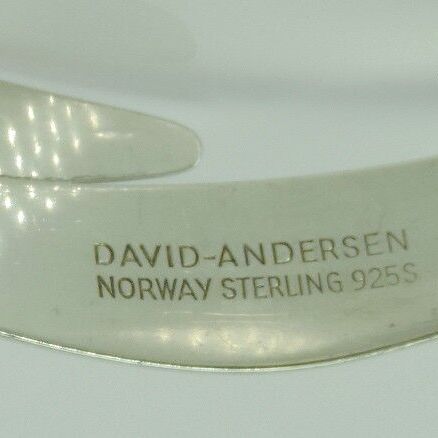 DAVID-ANDERSEN
NORWAY STERLING 925S